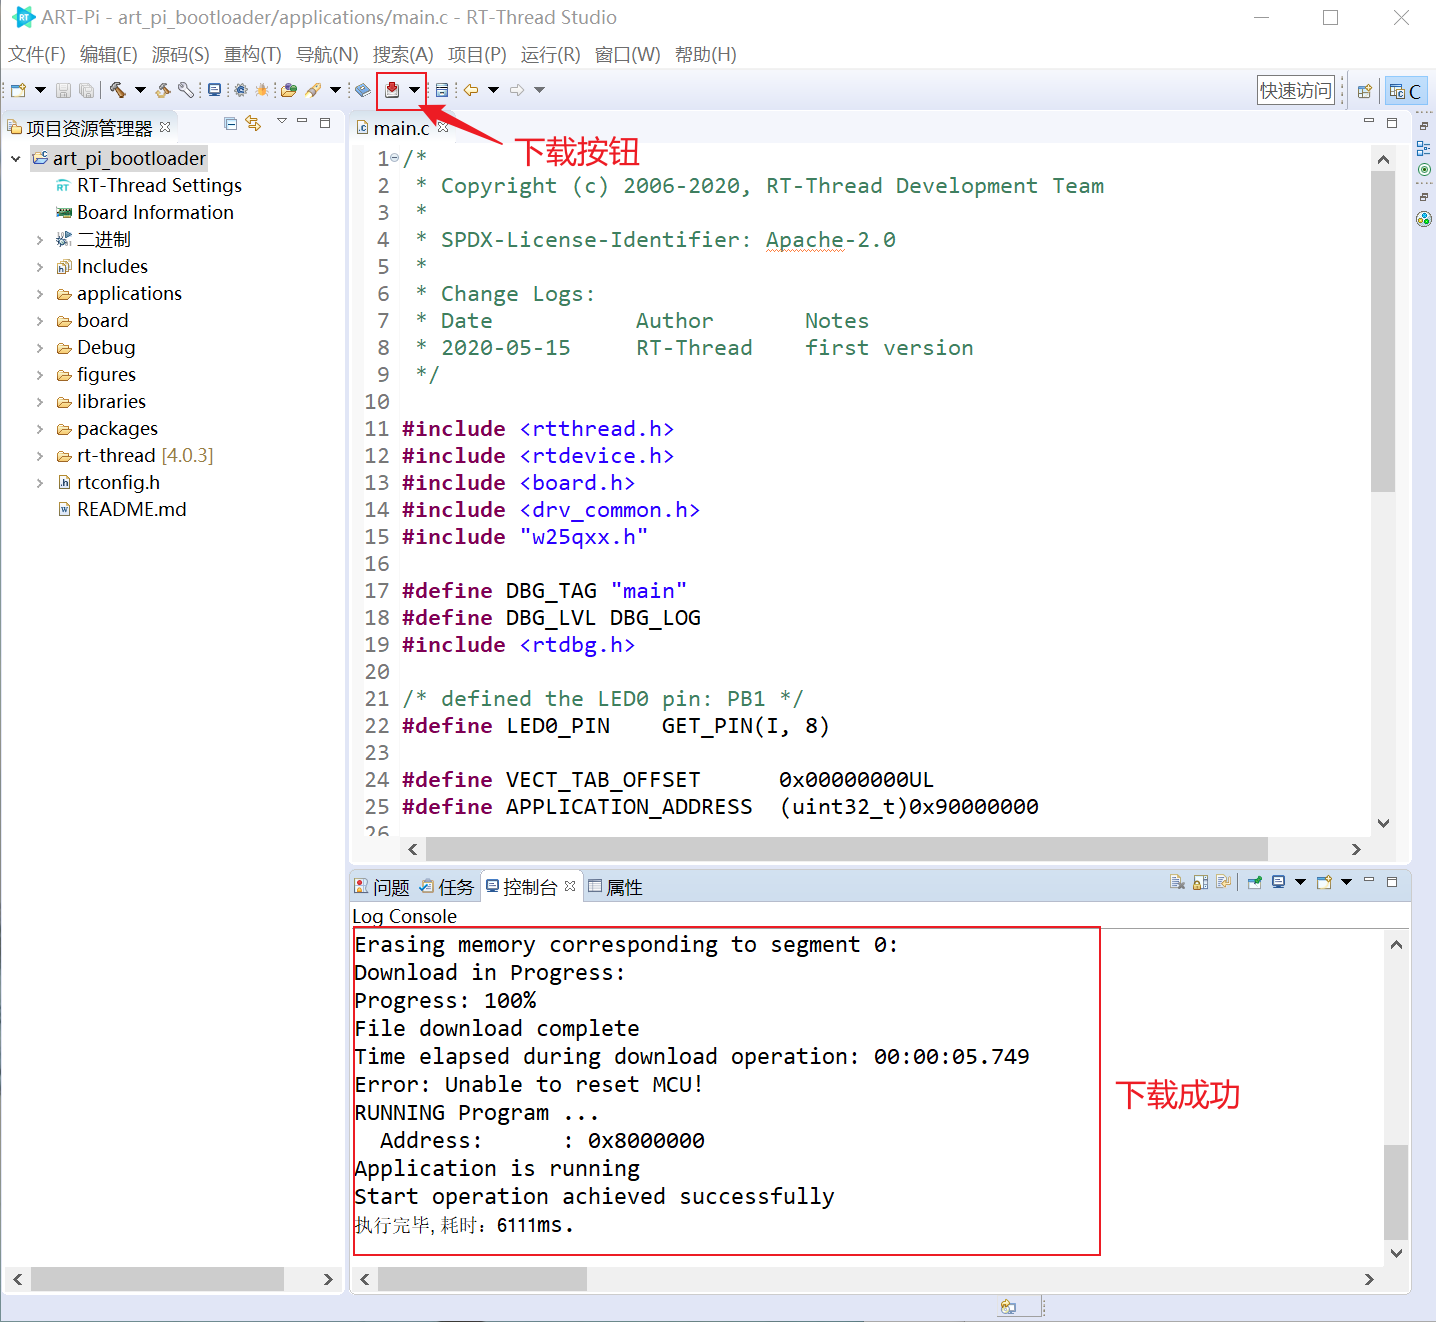 ART-Pi - art_pi_bootloader/applications/main.c - RT-Thread Studio
文件(F) 编辑(E) 源码(S) 重构(T) 导航(N) 搜索(A) 项目(P) 运行(R) 窗口(W) 帮助(H)
快速访问
C
项目资源管理器
art_pi_bootloader
RT-Thread Settings
Board Information
二进制
Includes
applications
board
Debug
figures
libraries
packages
rt-thread [4.0.3]
rtconfig.h
README.md
main.c
下载按钮
1 /*
2  * Copyright (c) 2006-2020, RT-Thread Development Team
3  *
4  * SPDX-License-Identifier: Apache-2.0
5  *
6  * Change Logs:
7  * Date           Author       Notes
8  * 2020-05-15     RT-Thread    first version
9  */
10
11 #include <rtthread.h>
12 #include <rtdevice.h>
13 #include <board.h>
14 #include <drv_common.h>
15 #include "w25qxx.h"
16
17 #define DBG_TAG "main"
18 #define DBG_LVL DBG_LOG
19 #include <rtdbg.h>
20
21 /* defined the LED0 pin: PB1 */
22 #define LED0_PIN    GET_PIN(I, 8)
23
24 #define VECT_TAB_OFFSET      0x00000000UL
25 #define APPLICATION_ADDRESS  (uint32_t)0x90000000
26
问题 任务 控制台 属性
Log Console
Erasing memory corresponding to segment 0:
Download in Progress:
Progress: 100%
File download complete
Time elapsed during download operation: 00:00:05.749
Error: Unable to reset MCU!
RUNNING Program ...
  Address:      : 0x8000000
Application is running
Start operation achieved successfully
执行完毕, 耗时：6111ms.
下载成功